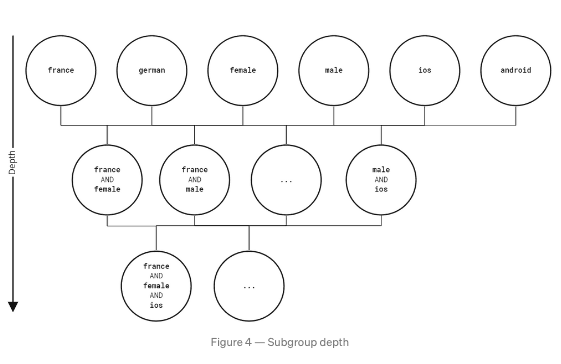 france
german
female
male
ios
android
Depth
france
AND
female
france
AND
male
...
male
AND
ios
france
AND
female
AND
ios
...
Figure 4 — Subgroup depth